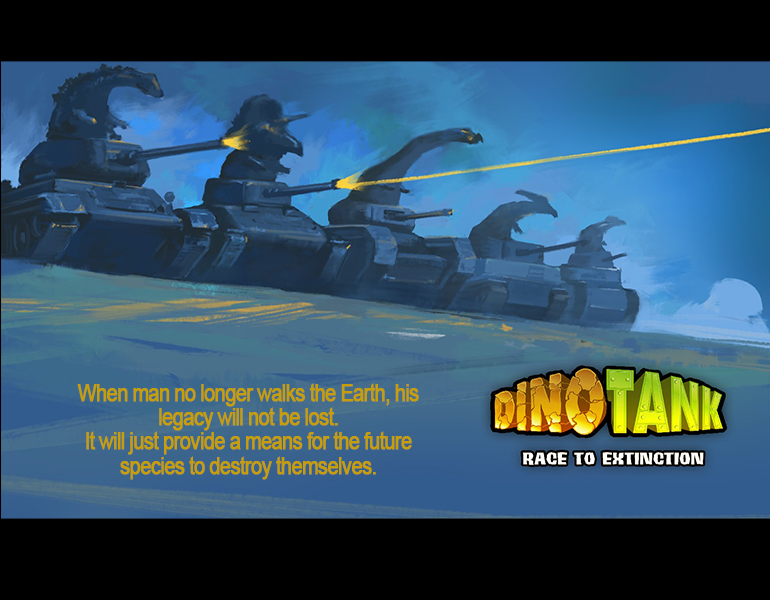 When man no longer walks the Earth, his
legacy will not be lost.
It will just provide a means for the future
species to destroy themselves.
DINOTANK
RACE TO EXTINCTION